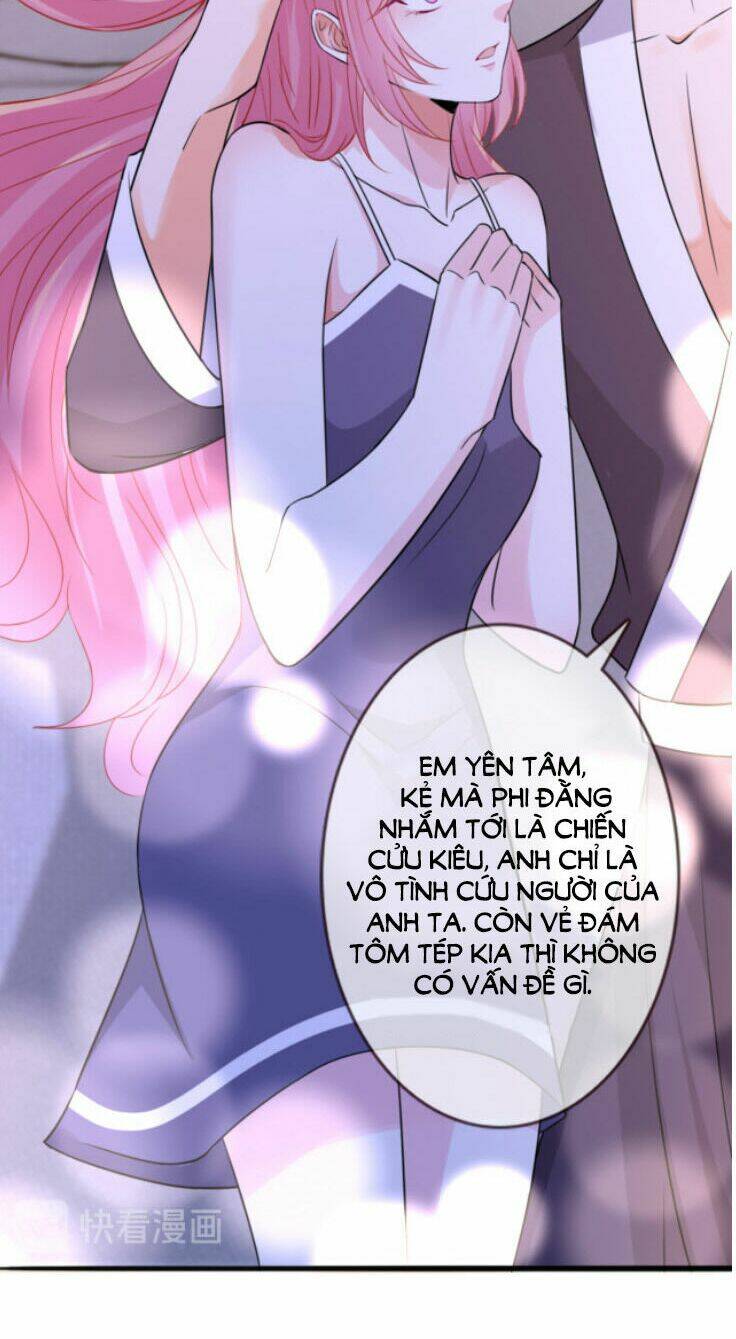 EM YÊN TÂM,
KẺ MÀ PHI ĐẰNG
NHẮM TỚI LÀ CHIẾN
CỬU KIÊU, ANH CHỈ LÀ
VÔ TÌNH CỨU NGƯỜI CỦA
ANH TA. CÒN VẺ ĐÁM
TÔM TÉP KIA THÌ KHÔNG
CÓ VẤN ĐỀ GÌ.
快看漫画